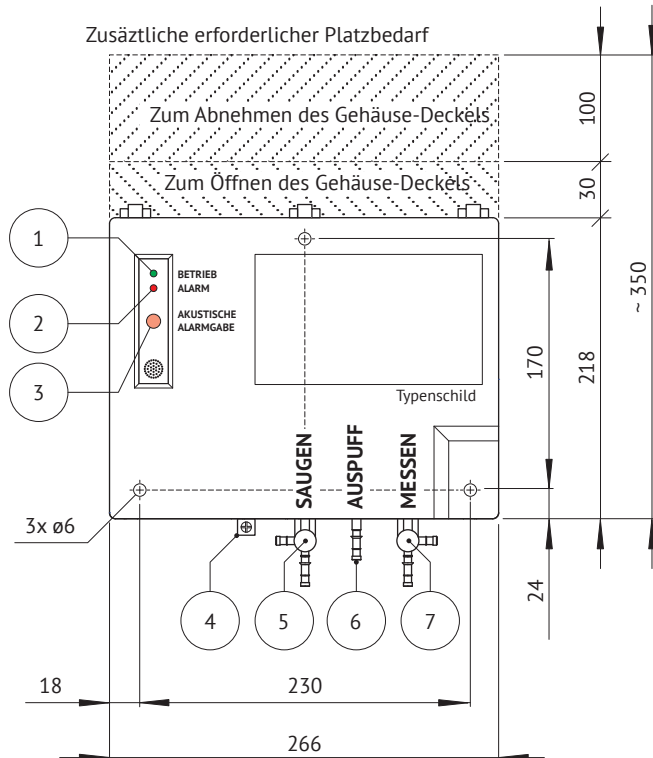 Zusäztliche erforderlicher Platzbedarf
Zum Abnehmen des Gehäuse-Deckels
100
Zum Öffnen des Gehäuse-Deckels
30
1
BETRIEB
ALARM
2
AKUSTISCHE
ALARMGABE
3
~ 350
170
218
Typenschild
SAUGEN
AUSPUFF
MESSEN
3x ø6
4
5
6
7
24
18
230
266